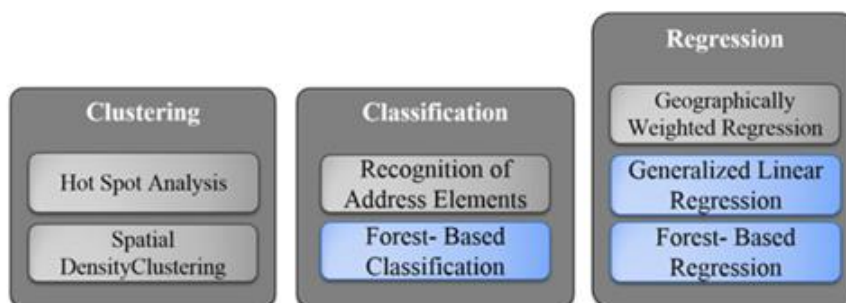 Clustering
Hot Spot Analysis
Spatial
DensityClustering
Classification
Recognition of
Address Elements
Forest- Based
Classification
Regression
Geographically
Weighted Regression
Generalized Linear
Regression
Forest- Based
Regression